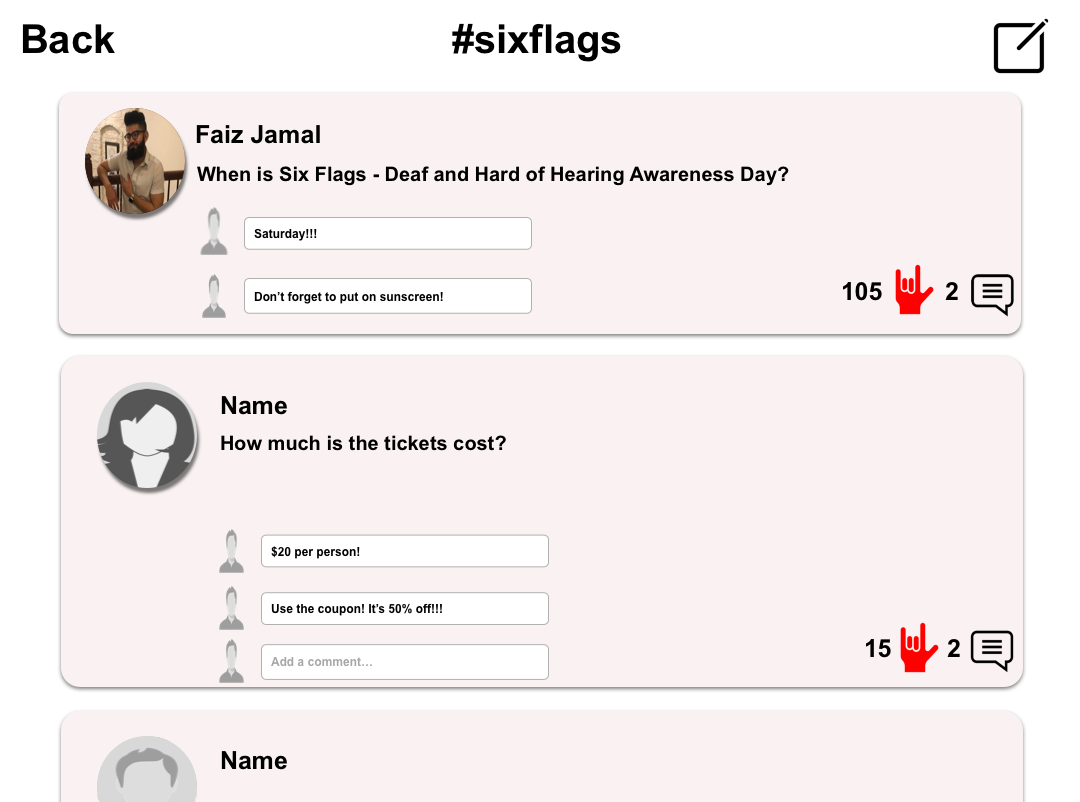 Back
#sixflags
Faiz Jamal
When is Six Flags - Deaf and Hard of Hearing Awareness Day?
Saturday!!!
Don't forget to put on sunscreen!
105
2
Name
How much is the tickets cost?
$20 per person!
Use the coupon! It's 50% off!!!
Add a comment...
15
2
Name